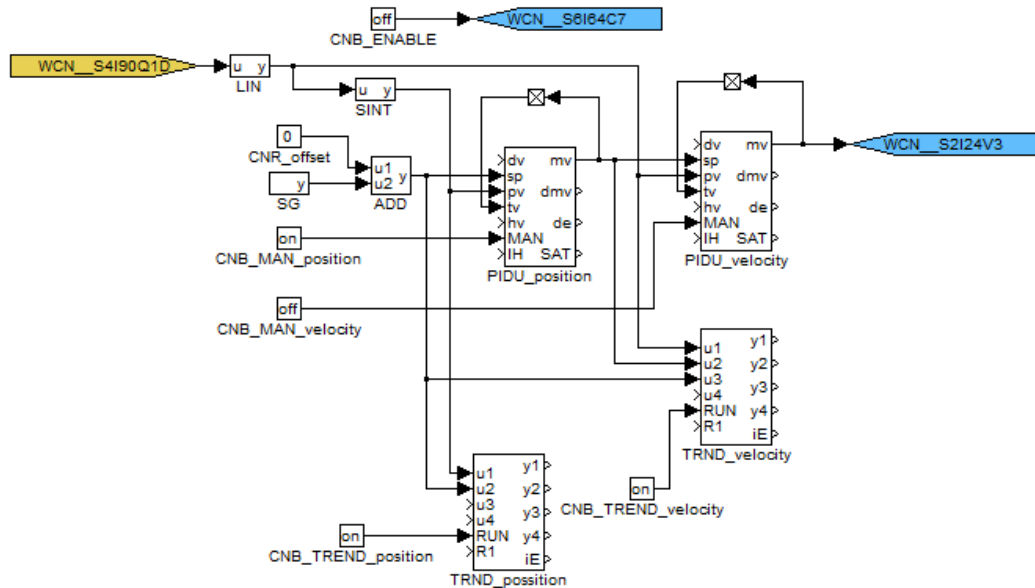 off
WCN__S6I64C7
CNB_ENABLE
WCN__S4I90Q1D
u y
LIN
u y
SINT
0
CNR_offset
u1
u2
y
ADD
y
SG
dv mv
sp
pv dmv
tv
hv de
MAN
IH SAT
PIDU_position
dv mv
sp
pv dmv
tv
hv de
MAN
IH SAT
PIDU_velocity
WCN__S2I24V3
on
CNB_MAN_position
off
CNB_MAN_velocity
u1 y1
u2 y2
u3 y3
u4
RUN y4
R1
iE
TRND_velocity
on
CNB_TREND_velocity
u1 y1
u2 y2
u3 y3
u4
RUN y4
R1 iE
TRND_possition
on
CNB_TREND_position